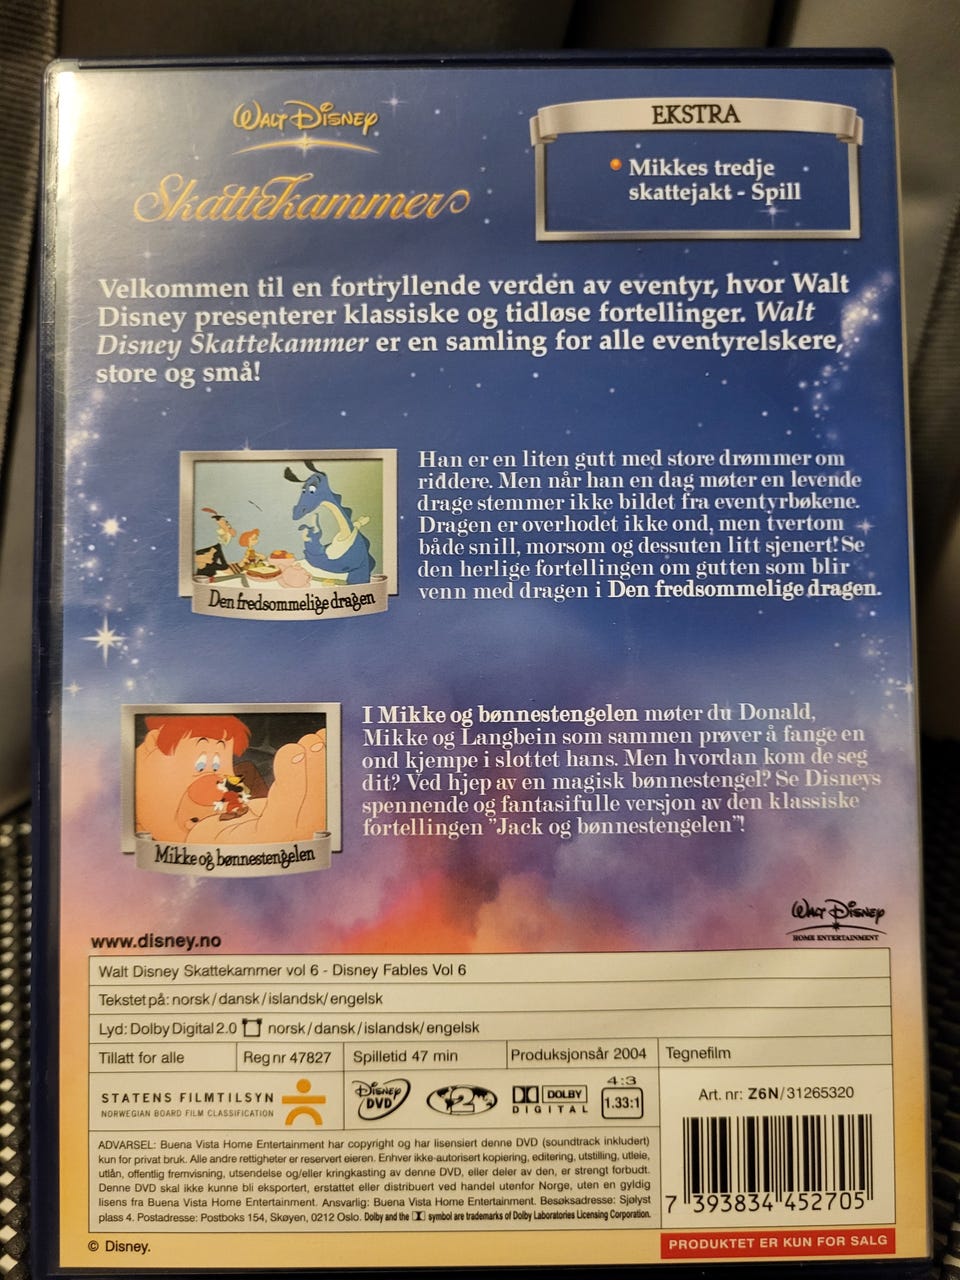 WALT DISNEY
Skattekammer
EKSTRA
Mikkes tredje
skattejakt - Spill
Velkommen til en fortryllende verden av eventyr, hvor Walt
Disney presenterer klassiske og tidløse fortellinger. Walt
Disney Skattekammer er en samling for alle eventyrelskere,
store og små!
Han er en liten gutt med store drømmer om
riddere. Men når han en dag møter en levende
drage stemmer ikke bildet fra eventyrbøkene.
Dragen er overhodet ikke ond, men tvertom
både snill, morsom og dessuten litt sjenert! Se
den herlige fortellingen om gutten som blir
venn med dragen i Den fredsommelige dragen.
Den fredsommelige dragen
I Mikke og bønnestengelen møter du Donald,
Mikke og Langbein som sammen prøver å fange en
ond kjempe i slottet hans. Men hvordan kom de seg
dit? Ved hjep av en magisk bønnestengel? Se Disneys
spennende og fantasifulle versjon av den klassiske
fortellingen "Jack og bønnestengelen"!
Mikke og bønnestengelen
WALT DISNEY
HOME ENTERTAINMENT
www.disney.no
Walt Disney Skattekammer vol 6 - Disney Fables Vol 6
Tekstet på: norsk/dansk/islandsk/engelsk
Lyd: Dolby Digital 2.0 norsk/dansk/islandsk/engelsk
Tillatt for alle Reg nr 47827 Spilletid 47 min Produksjonsår 2004 Tegnefilm
STATENS FILMTILSYN
NORWEGIAN BOARD FILM CLASSIFICATION
DISNEY
DVD
2
DOLBY
DIGITAL
4:3
1.33:1
Art. nr: Z6N/31265320
ADVARSEL: Buena Vista Home Entertainment har copyright og har lisensiert denne DVD (soundtrack inkludert)
kun for privat bruk. Alle andre rettigheter er reservert eieren. Enhver ikke-autorisert kopiering, editering, utstilling, utleie,
utlån, offentlig fremvisning, utsendelse og/eller kringkasting av denne DVD, eller deler av den, er strengt forbudt.
Denne DVD skal ikke kunne bli eksportert, erstattet eller distribuert ved handel utenfor Norge, uten en gyldig
lisens fra Buena Vista Home Entertainment. Ansvarlig: Buena Vista Home Entertainment. Besøksadresse: Sjølyst
plass 4. Postadresse: Postboks 154, Skøyen, 0212 Oslo. Dolby and the symbol are trademarks of Dolby Laboratories Licensing Corporation.
7 393834 452705
© Disney.
PRODUKTET ER KUN FOR SALG